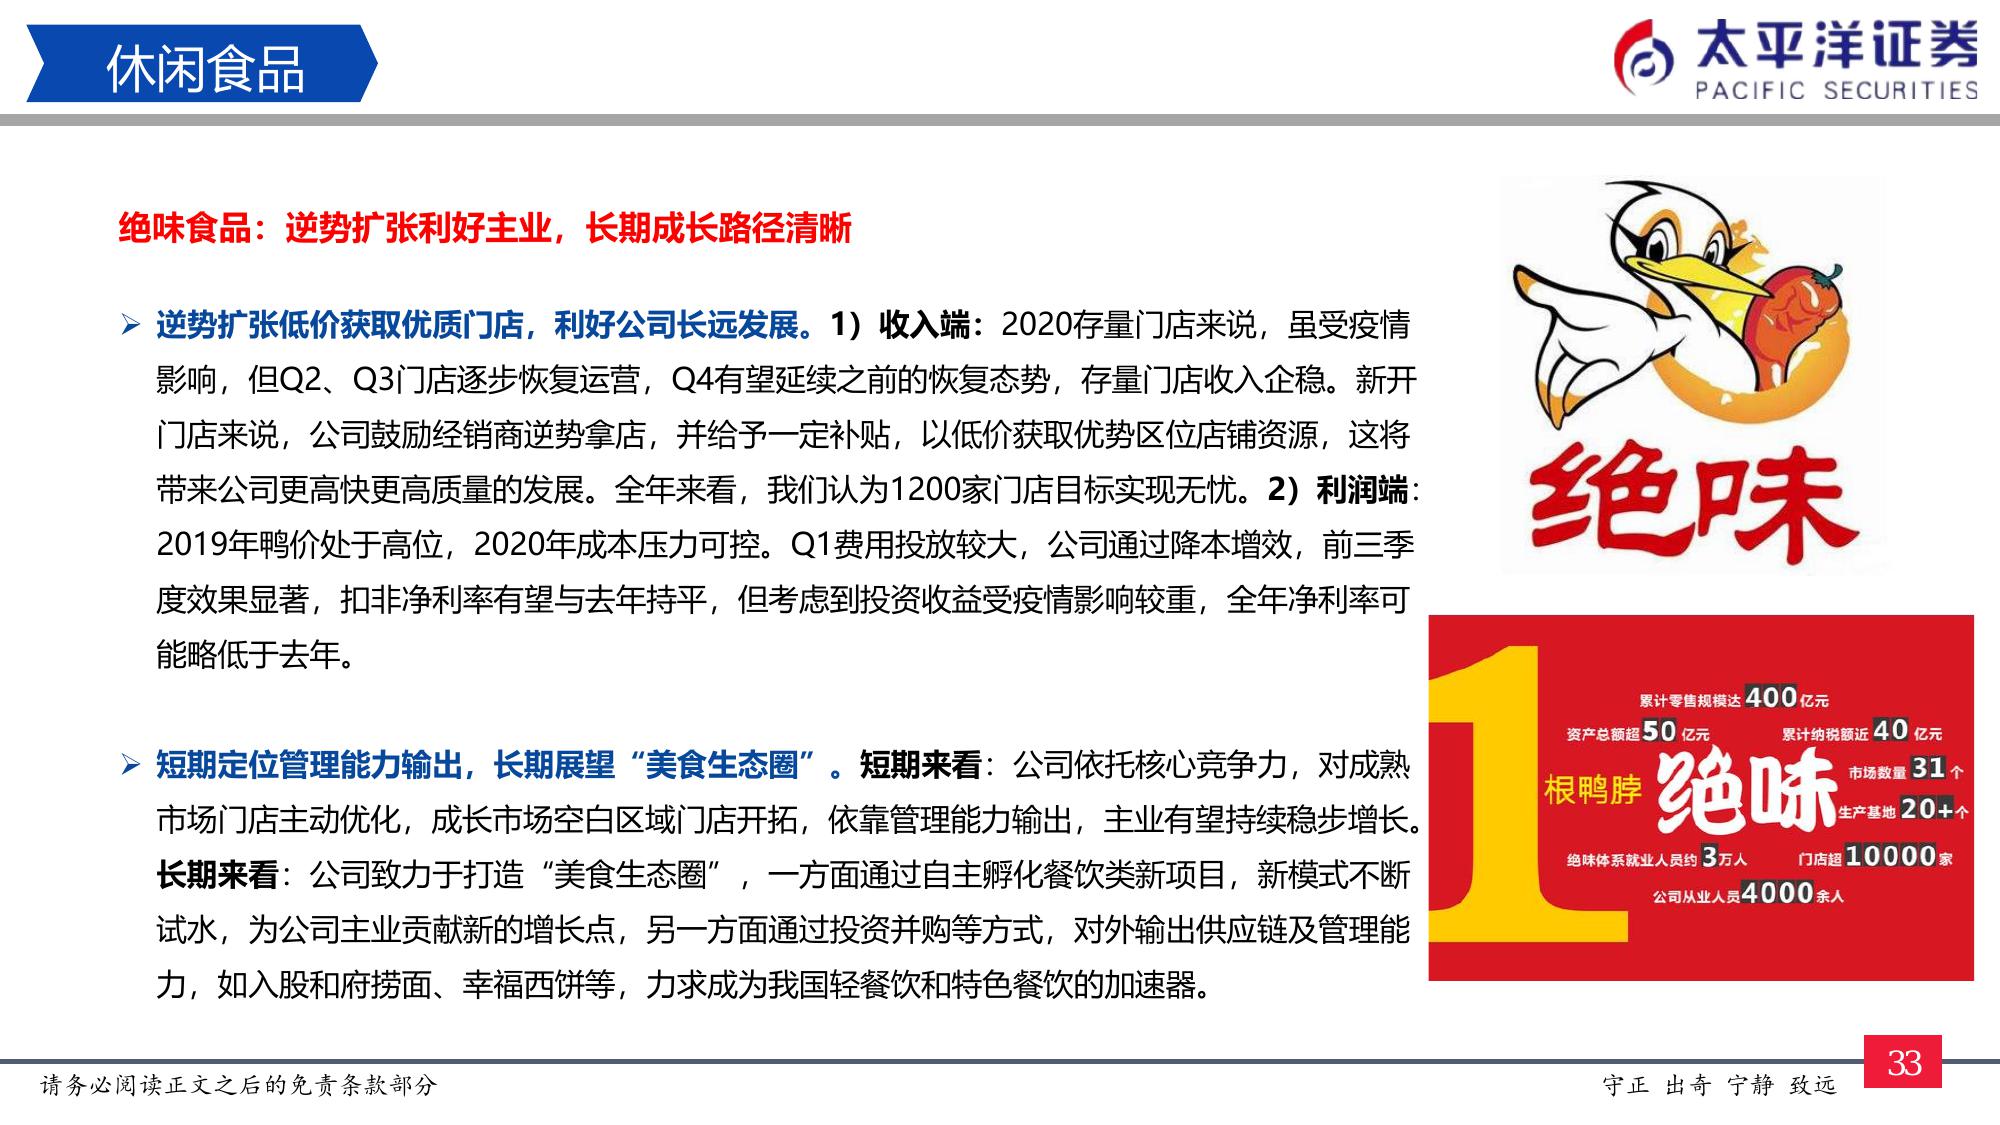 休闲食品
太平洋证券
PACIFIC SECURITIES
绝味食品：逆势扩张利好主业，长期成长路径清晰
逆势扩张低价获取优质门店，利好公司长远发展。1）收入端：2020存量门店来说，虽受疫情
影响，但Q2、Q3门店逐步恢复运营，Q4有望延续之前的恢复态势，存量门店收入企稳。新开
门店来说，公司鼓励经销商逆势拿店，并给予一定补贴，以低价获取优势区位店铺资源，这将
带来公司更高快更高质量的发展。全年来看，我们认为1200家门店目标实现无忧。2）利润端：
2019年鸭价处于高位，2020年成本压力可控。Q1费用投放较大，公司通过降本增效，前三季
度效果显著，扣非净利率有望与去年持平，但考虑到投资收益受疫情影响较重，全年净利率可
能略低于去年。
短期定位管理能力输出，长期展望“美食生态圈”。短期来看：公司依托核心竞争力，对成熟
市场门店主动优化，成长市场空白区域门店开拓，依靠管理能力输出，主业有望持续稳步增长。
长期来看：公司致力于打造“美食生态圈”，一方面通过自主孵化餐饮类新项目，新模式不断
试水，为公司主业贡献新的增长点，另一方面通过投资并购等方式，对外输出供应链及管理能
力，如入股和府捞面、幸福西饼等，力求成为我国轻餐饮和特色餐饮的加速器。
绝味
累计零售规模达400亿元
资产总额超50亿元 累计纳税额近40亿元
1根鸭脖 绝味 市场数量31个
生产基地20+个
绝味体系就业人员约3万人 门店超10000家
公司从业人员4000余人
请务必阅读正文之后的免责条款部分
守正 出奇 宁静 致远
33